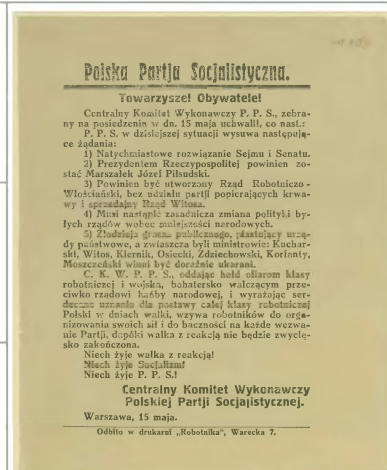 Polska Partja Socjalistyczna.
Towarzysze! Obywatele!
Centralny Komitet Wykonawczy P. P. S., zebra-
ny na posiedzeniu w dn. 15 maja uchwalił, co nast.:
P. P. S. w dzisiejszej sytuacji wysuwa następują-
ce żądania:
1) Natychmiastowe rozwiązanie Sejmu i Senatu.
2) Prezydentem Rzeczypospolitej powinien zo-
stać Marszałek Józef Piłsudski.
3) Powinien być utworzony Rząd Robotniczo-
Włościański, bez udziału partji popierających krwa-
wy i sprzedajny Rząd Witosa.
4) Musi nastąpić zasadnicza zmiana polityki by-
łych rządów wobec mniejszości narodowych.
5) Złodzieje grosza publicznego, piastujący urzę-
dy państwowe, a zwłaszcza byli ministrowie: Kuchar-
ski, Witos, Kiernik, Osiecki, Zdziechowski, Korfanty,
Moszczeński winni być doraźnie ukarani.
C. K. W. P. P. S., oddając hołd ofiarom klasy
robotniczej i wojska, bohatersko walczącym prze-
ciwko rządowi hańby narodowej, i wyrażając ser-
deczne uznanie dla postawy całej klasy robotniczej
Polski w dniach walki, wzywa robotników do orga-
nizowania swoich sił i do baczności na każde wezwa-
nie Partji, dopóki walka z reakcją nie będzie zwycię-
sko zakończona.
Niech żyje walka z reakcją!
Niech żyje Socjalizm!
Niech żyje P. P. S.!
Centralny Komitet Wykonawczy
Polskiej Partji Socjalistycznej.
Warszawa, 15 maja.
Odbito w drukarni „Robotnika", Warecka 7.